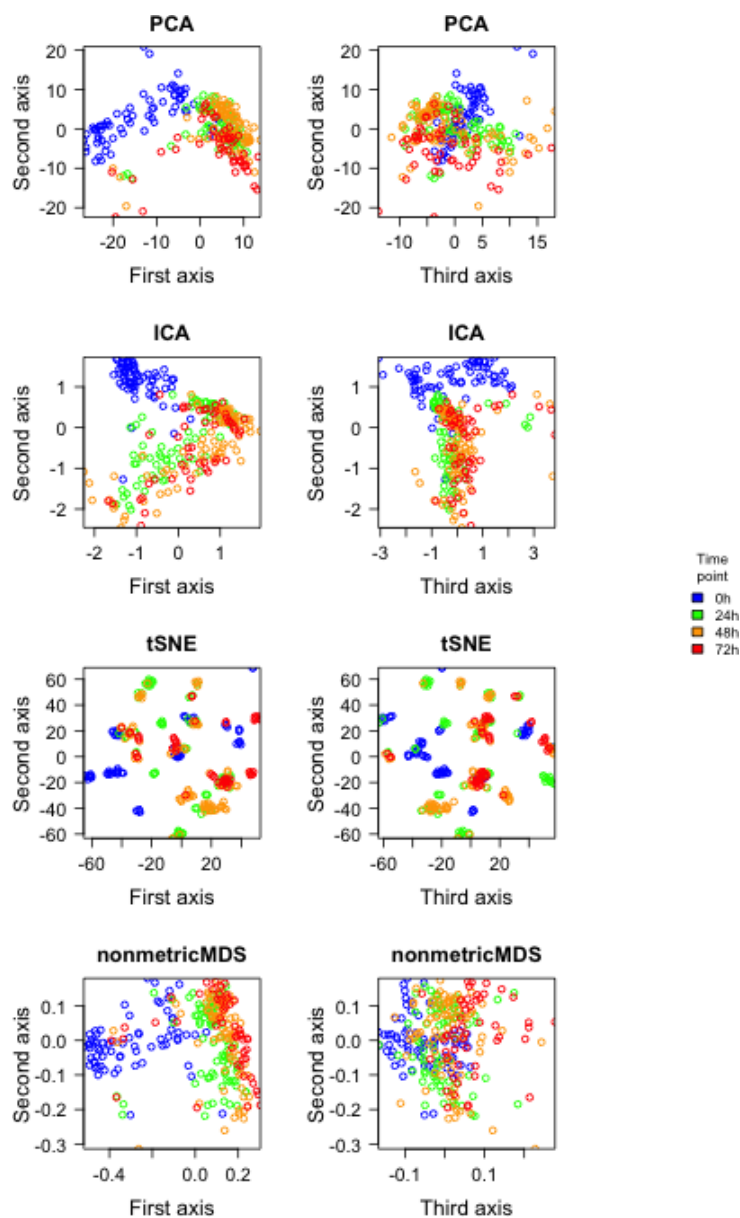 PCA
20
10
0
-10
-20
Second axis
-20
-10
0
10
First axis
PCA
20
10
0
-10
-20
Second axis
-10
0
5
15
Third axis
ICA
1
0
-1
-2
Second axis
-2
-1
0
1
First axis
ICA
1
0
-1
-2
Second axis
-3
-1
1
3
Third axis
Time
point
0h
24h
48h
72h
tSNE
60
40
20
0
-20
-40
-60
Second axis
-60
-20
20
First axis
tSNE
60
40
20
0
-20
-40
-60
Second axis
-60
-20
20
Third axis
nonmetricMDS
0.1
0.0
-0.1
-0.2
-0.3
Second axis
-0.4
0.0
0.2
First axis
nonmetricMDS
0.1
0.0
-0.1
-0.2
-0.3
Second axis
-0.1
0.1
Third axis